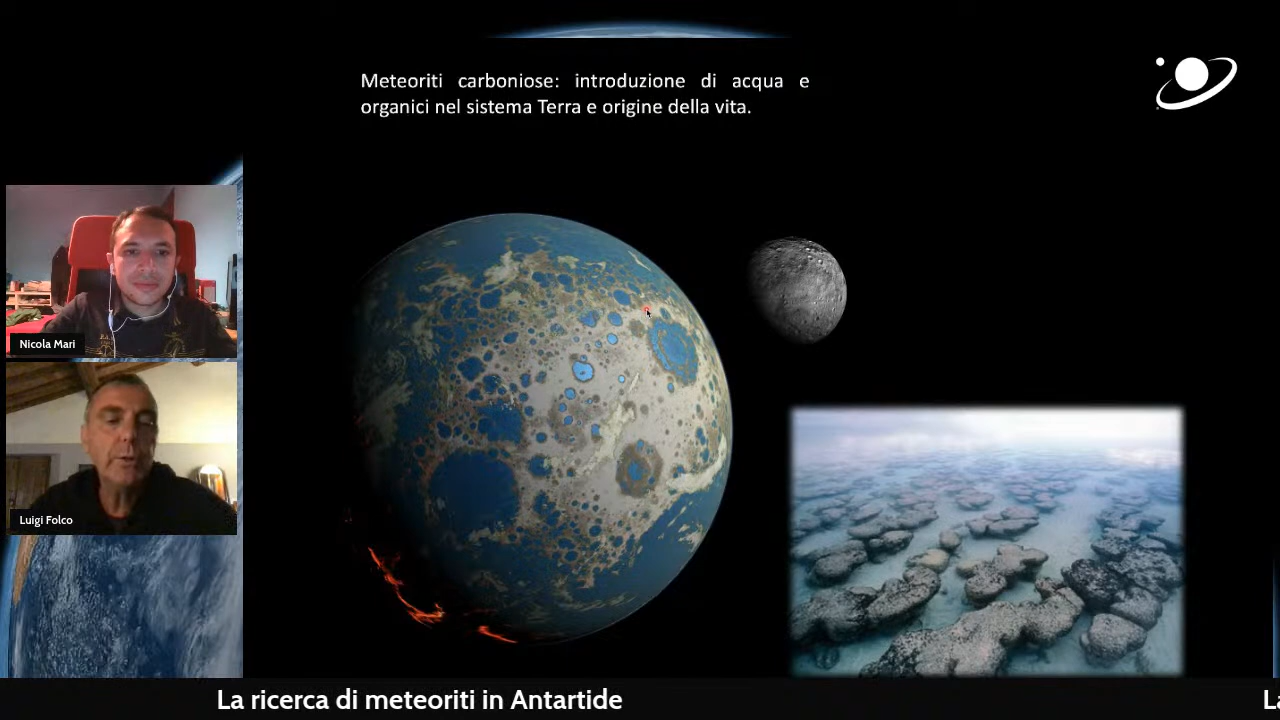 Meteoriti carboniose: introduzione di acqua e
organici nel sistema Terra e origine della vita.
Nicola Mari
Luigi Folco
La ricerca di meteoriti in Antartide
La